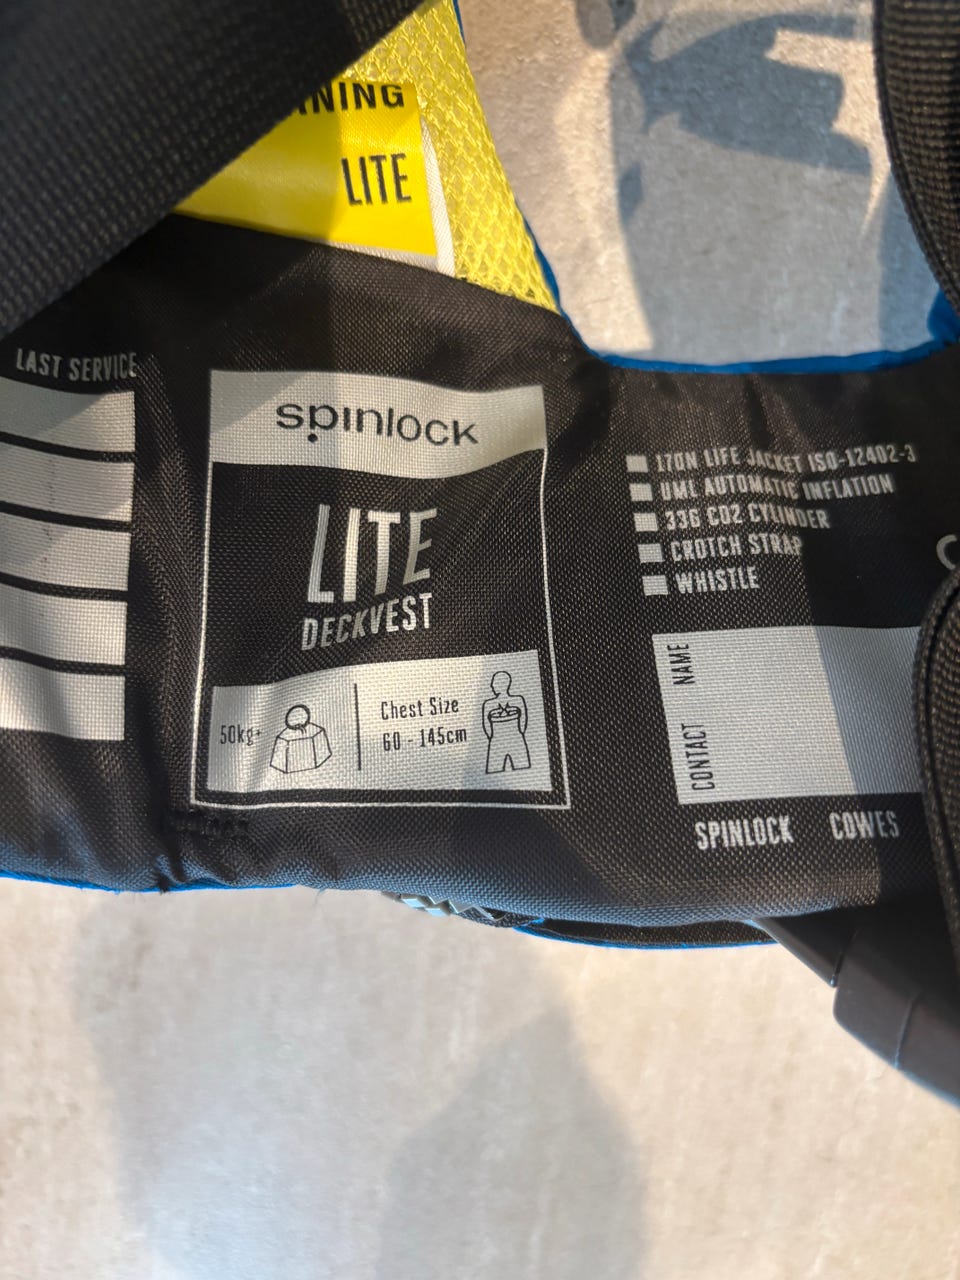 LITE
LAST SERVICE
spinlock
LITE
DECKVEST
50kg+
Chest Size
60 - 145cm
170N LIFE JACKET ISO-12402-3
UML AUTOMATIC INFLATION
33G CO2 CYLINDER
CROTCH STRAP
WHISTLE
NAME
CONTACT
SPINLOCK COWES